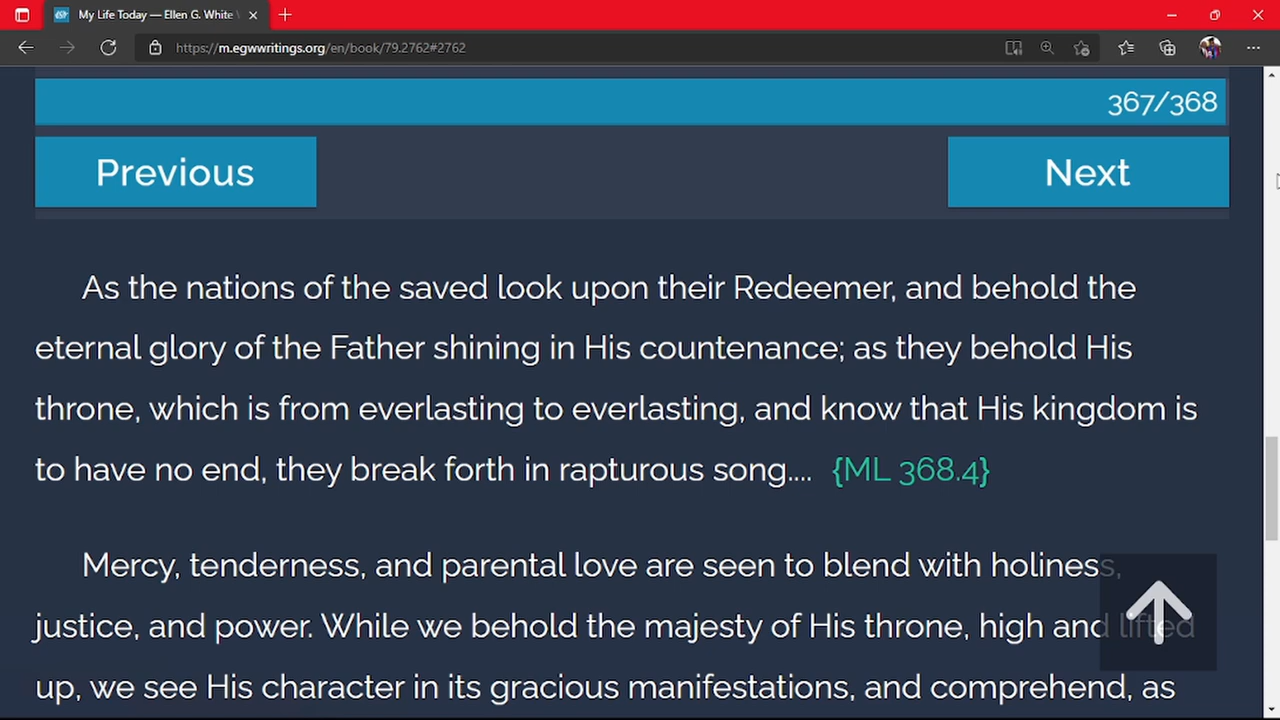 My Life Today — Ellen G. White
https://m.egwwritings.org/en/book/79.2762#2762
367/368
Previous
Next
As the nations of the saved look upon their Redeemer, and behold the
eternal glory of the Father shining in His countenance; as they behold His
throne, which is from everlasting to everlasting, and know that His kingdom is
to have no end, they break forth in rapturous song.... {ML 368.4}
Mercy, tenderness, and parental love are seen to blend with holiness,
justice, and power. While we behold the majesty of His throne, high and lifted
up, we see His character in its gracious manifestations, and comprehend, as